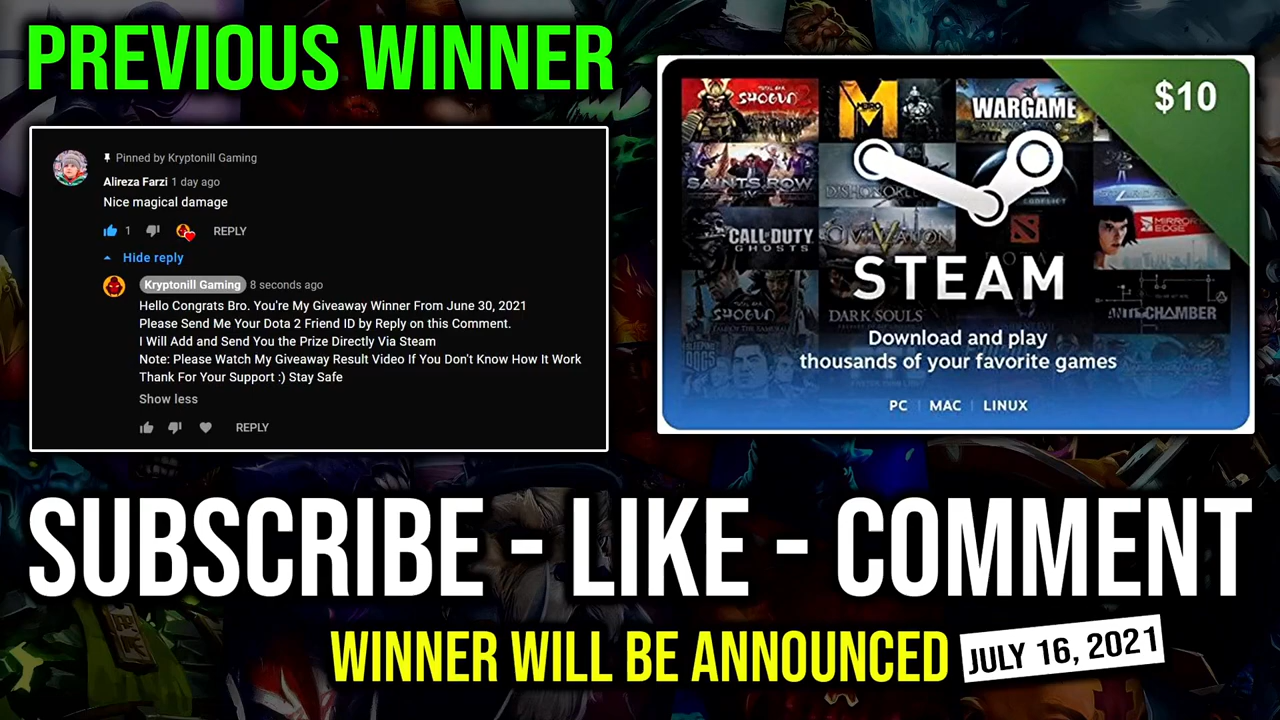 PREVIOUS WINNER
Pinned by Kryptonill Gaming
Alireza Farzi 1 day ago
Nice magical damage
1 REPLY
Hide reply
Kryptonill Gaming 8 seconds ago
Hello Congrats Bro. You're My Giveaway Winner From June 30, 2021
Please Send Me Your Dota 2 Friend ID by Reply on this Comment.
I Will Add and Send You the Prize Directly Via Steam
Note: Please Watch My Giveaway Result Video If You Don't Know How It Work
Thank For Your Support :) Stay Safe
Show less
REPLY
$10
SHOGUN
METRO
WARGAME
SAINTS ROW
IV
DISHONORED
CONFLICT
CALL OF DUTY
GHOSTS
CIVILIZATION
DOTA
MIRROR'S
EDGE
SHOGUN
DARK SOULS
ANTICHAMBER
STEAM
Download and play
thousands of your favorite games
PC | MAC | LINUX
SUBSCRIBE - LIKE - COMMENT
WINNER WILL BE ANNOUNCED JULY 16, 2021